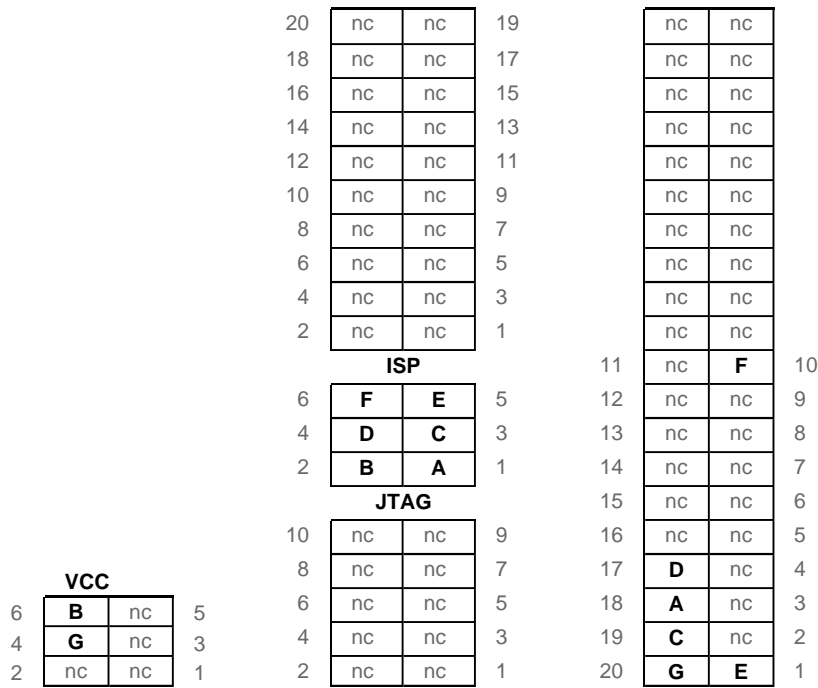 20 nc nc 19 nc nc
18 nc nc 17 nc nc
16 nc nc 15 nc nc
14 nc nc 13 nc nc
12 nc nc 11 nc nc
10 nc nc 9 nc nc
8 nc nc 7 nc nc
6 nc nc 5 nc nc
4 nc nc 3 nc nc
2 nc nc 1 nc nc
ISP 11 nc F 10
6 F E 5 12 nc nc 9
4 D C 3 13 nc nc 8
2 B A 1 14 nc nc 7
JTAG 15 nc nc 6
10 nc nc 9 16 nc nc 5
VCC 8 nc nc 7 17 D nc 4
6 B nc 5 6 nc nc 5 18 A nc 3
4 G nc 3 4 nc nc 3 19 C nc 2
2 nc nc 1 2 nc nc 1 20 G E 1